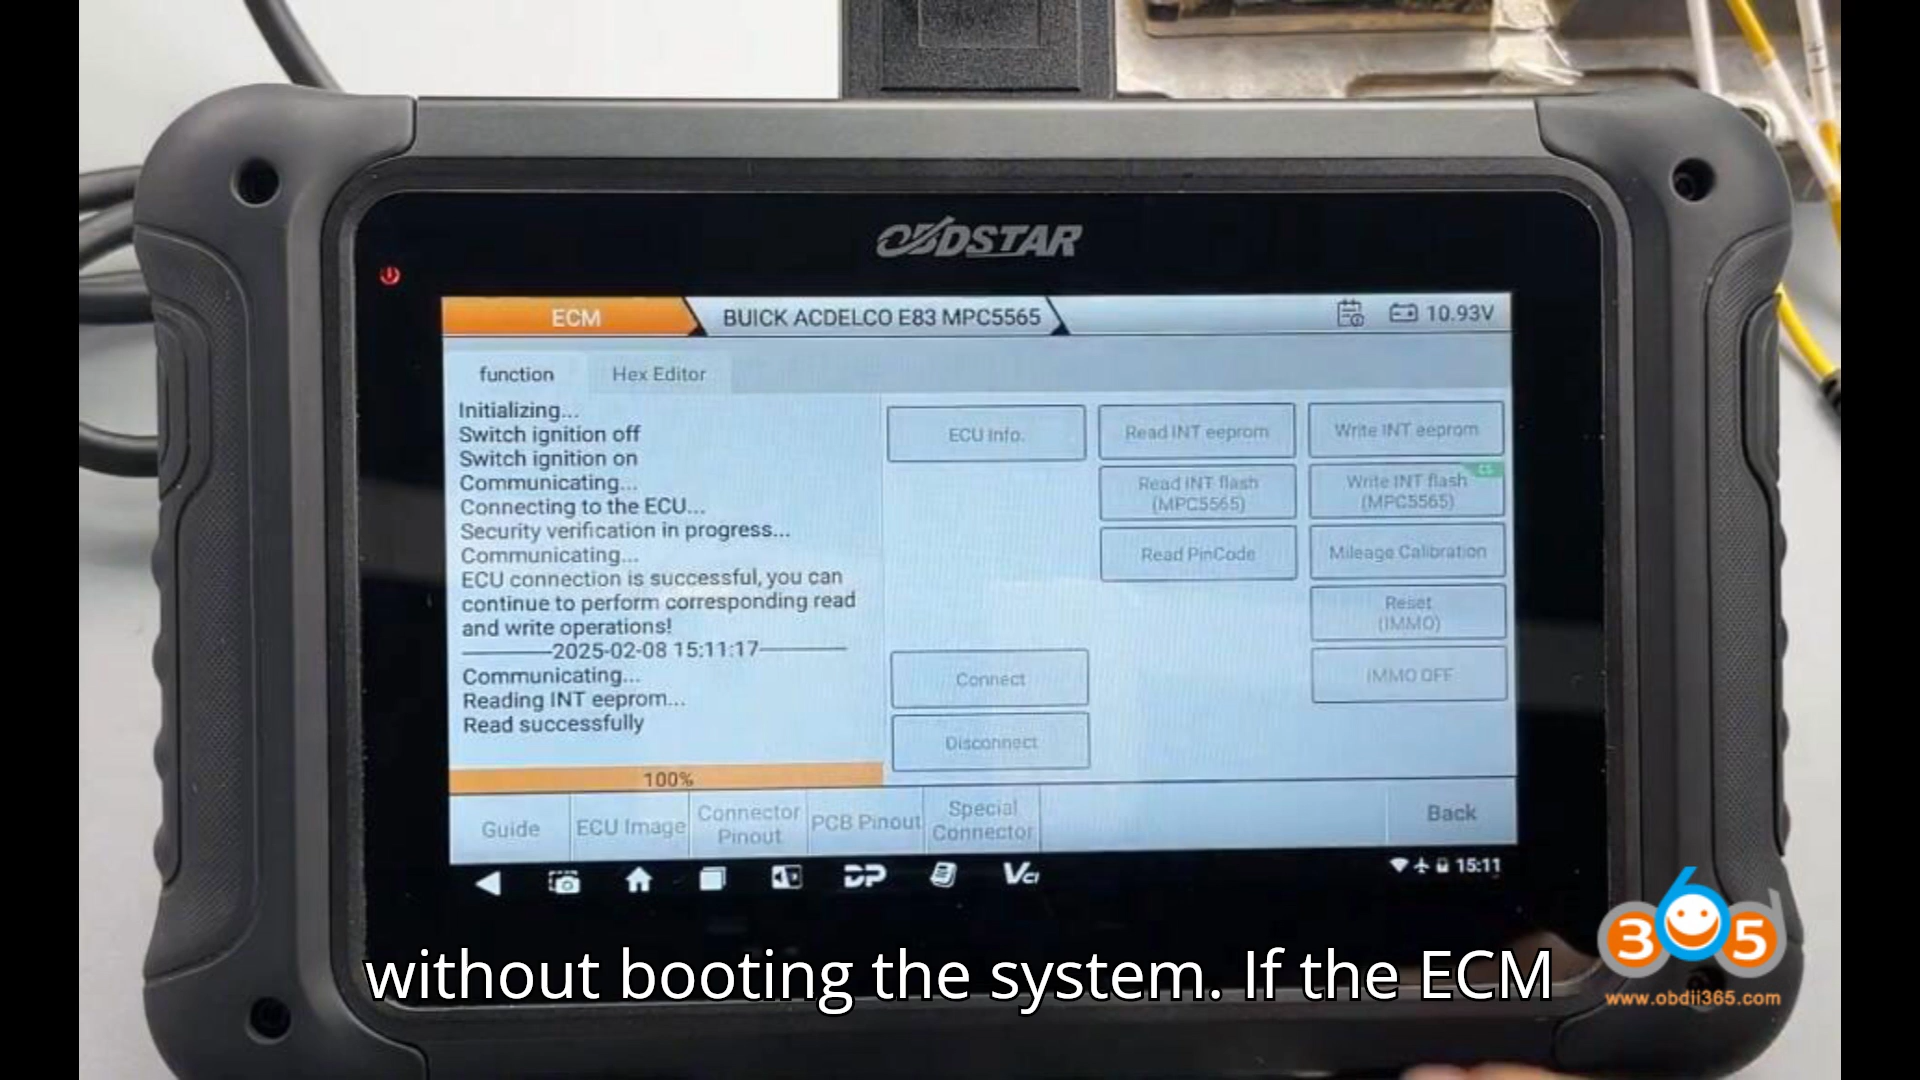 OBDSTAR
ECM
BUICK ACDELCO E83 MPC5565
10.93V
function
Hex Editor
Initializing...
Switch ignition off
Switch ignition on
Communicating...
Connecting to the ECU...
Security verification in progress...
Communicating...
ECU connection is successful, you can
continue to perform corresponding read
and write operations!
2025-02-08 15:11:17
Communicating...
Reading INT eeprom...
Read successfully
100%
ECU Info.
Read INT eeprom
Write INT eeprom
Read INT flash
(MPC5565)
CS
Write INT flash
(MPC5565)
Read PinCode
Mileage Calibration
Reset
(IMMO)
Connect
IMMO OFF
Disconnect
Guide
ECU Image
Connector
Pinout
PCB Pinout
Special
Connector
Back
DP
VCI
15:11
without booting the system. If the ECM
365
www.obdii365.com